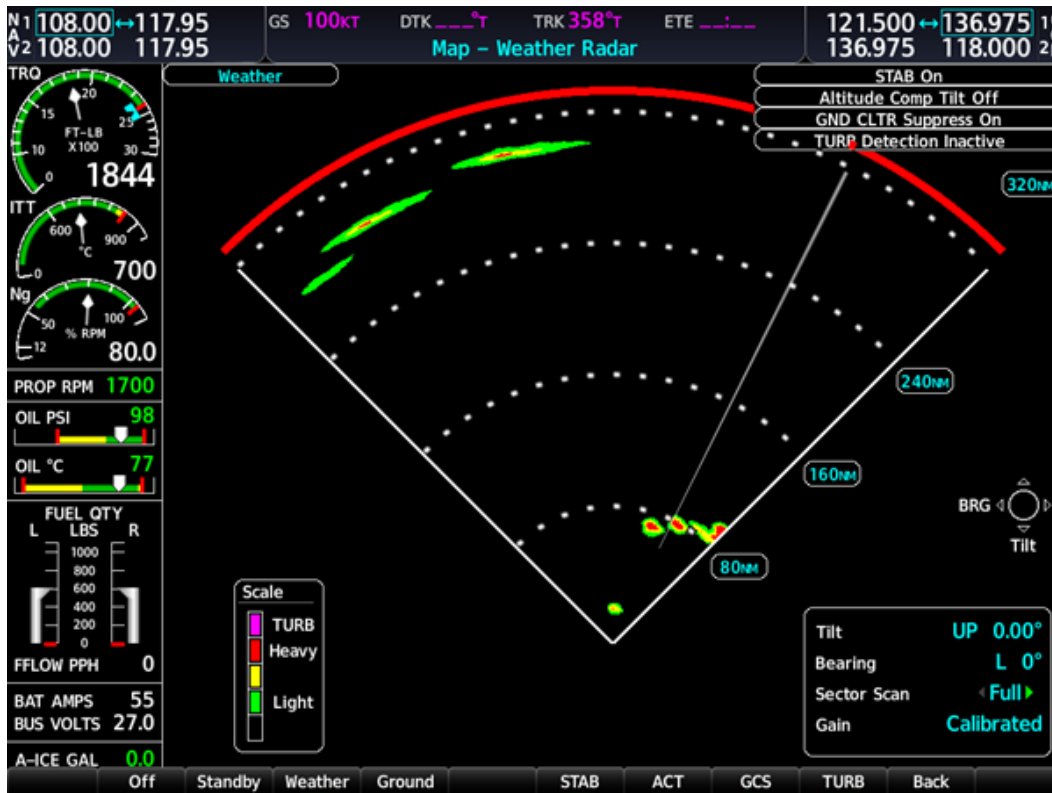 N 1 108.00 ↔ 117.95
A
V 2 108.00 117.95
GS 100KT DTK ___°T TRK 358°T ETE __:__
Map – Weather Radar
121.500 ↔ 136.975 1
136.975 118.000 2
TRQ
20
15
25
FT-LB
X100
10
30
0
1844
ITT
600
900
°C
0
700
Ng
50
100
% RPM
12
80.0
PROP RPM 1700
OIL PSI 98
OIL °C 77
FUEL QTY
L LBS R
1000
800
600
400
200
0
FFLOW PPH 0
BAT AMPS 55
BUS VOLTS 27.0
A-ICE GAL 0.0
Weather
STAB On
Altitude Comp Tilt Off
GND CLTR Suppress On
TURB Detection Inactive
320NM
240NM
160NM
80NM
BRG
Tilt
Scale
TURB
Heavy
Light
Tilt UP 0.00°
Bearing L 0°
Sector Scan Full
Gain Calibrated
Off Standby Weather Ground STAB ACT GCS TURB Back